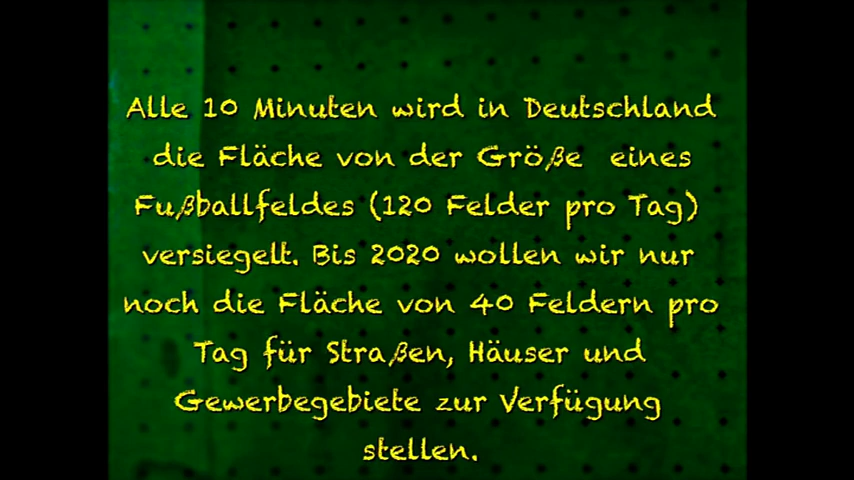 Alle 10 Minuten wird in Deutschland
die Fläche von der Größe eines
Fußballfeldes (120 Felder pro Tag)
versiegelt. Bis 2020 wollen wir nur
noch die Fläche von 40 Feldern pro
Tag für Straßen, Häuser und
Gewerbegebiete zur Verfügung
stellen.